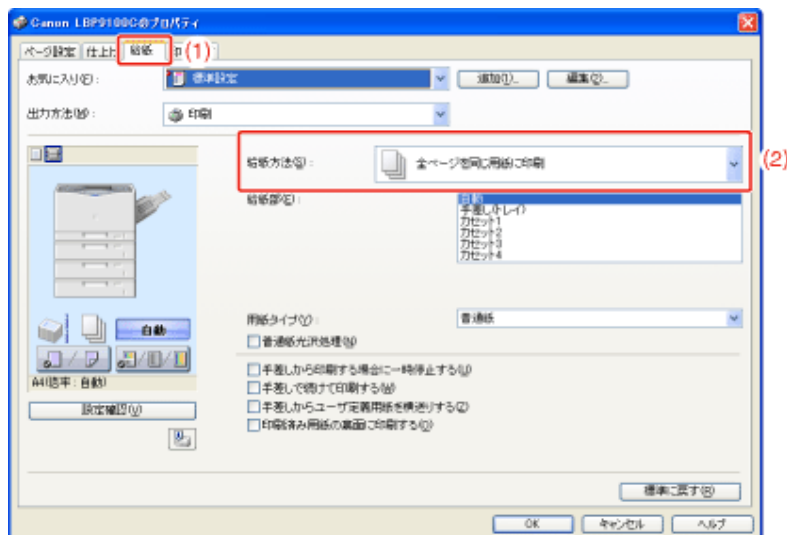 Canon LBP9100Cのプロパティ
ページ設定 仕上げ 給紙 印 (1)
お気に入り(F): 標準設定 追加(1)... 編集(2)...
出力方法(M): 印刷
給紙方法(S): 全ページを同じ用紙に印刷 (2)
給紙部(E): 自動
手差し(トレイ)
カセット1
カセット2
カセット3
カセット4
用紙タイプ(Y): 普通紙
自動
普通紙光沢処理(N)
A4(倍率: 自動)
手差しから印刷する場合に一時停止する(U)
手差しで続けて印刷する(W)
手差しからユーザ定義用紙を横送りする(Z)
印刷済み用紙の裏面に印刷する(Q)
設定確認(V)
標準に戻す(R)
OK キャンセル ヘルプ